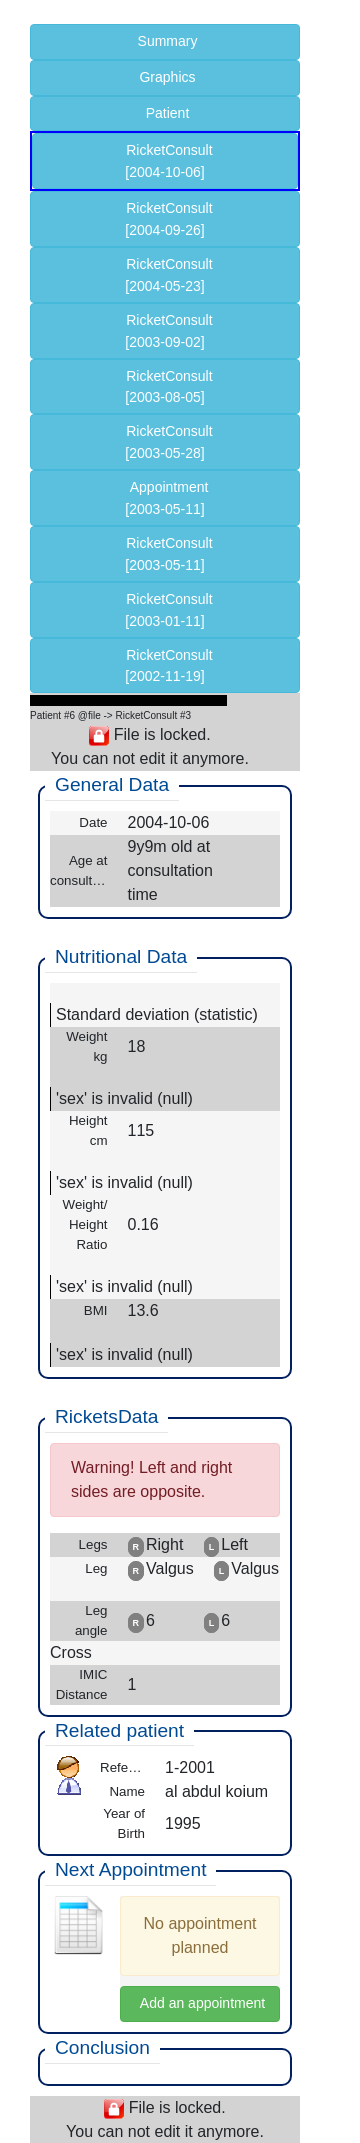 Summary
Graphics
Patient
RicketConsult
[2004-10-06]
RicketConsult
[2004-09-26]
RicketConsult
[2004-05-23]
RicketConsult
[2003-09-02]
RicketConsult
[2003-08-05]
RicketConsult
[2003-05-28]
Appointment
[2003-05-11]
RicketConsult
[2003-05-11]
RicketConsult
[2003-01-11]
RicketConsult
[2002-11-19]
Patient #6 @file -> RicketConsult #3
File is locked.
You can not edit it anymore.
General Data
Date 2004-10-06
Age at consult… 9y9m old at
consultation
time
Nutritional Data
Standard deviation (statistic)
Weight
kg 18
'sex' is invalid (null)
Height
cm 115
'sex' is invalid (null)
Weight/
Height
Ratio 0.16
'sex' is invalid (null)
BMI 13.6
'sex' is invalid (null)
RicketsData
Warning! Left and right
sides are opposite.
Legs R Right L Left
Leg R Valgus L Valgus
Leg
angle R 6 L 6
Cross
IMIC
Distance 1
Related patient
Refe… 1-2001
Name al abdul koium
Year of
Birth 1995
Next Appointment
No appointment
planned
Add an appointment
Conclusion
File is locked.
You can not edit it anymore.